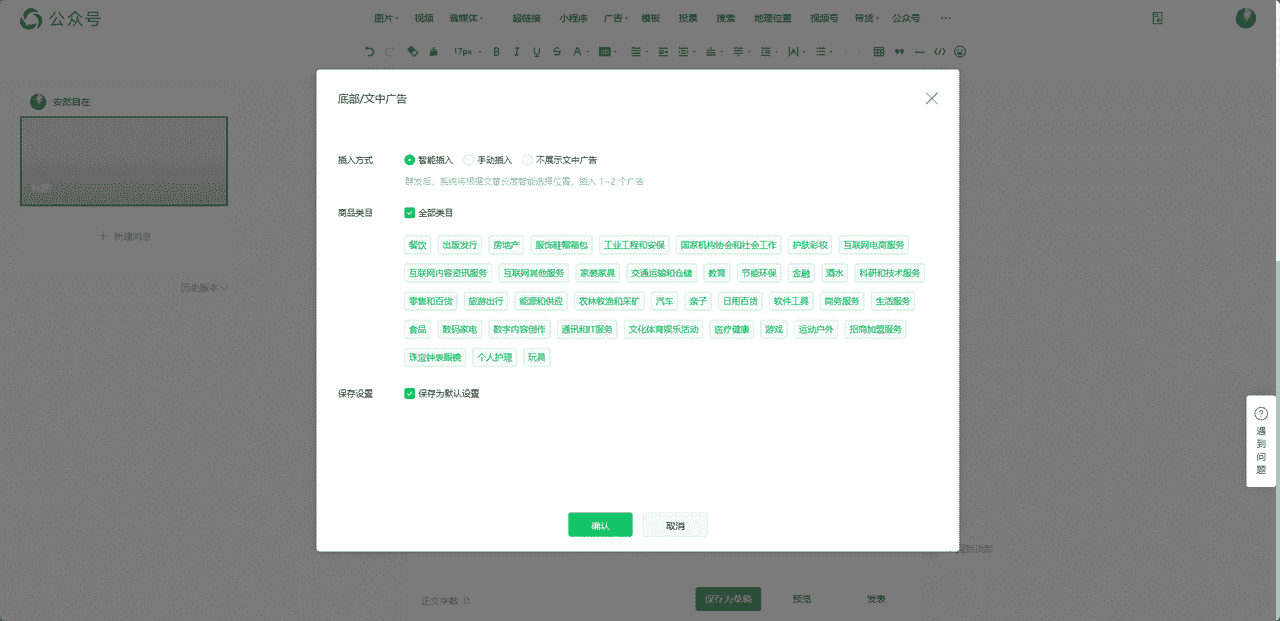 公众号
图片 视频 音媒体 超链接 小程序 广告 模板 投票 搜索 地理位置 视频号 带货 公众号 ...
17px B I U S A
安然自在
标题
底部/文中广告
插入方式 智能插入 手动插入 不展示文中广告
群发后,系统将根据文章长度智能选择位置,插入 1~2 个广告
商品类目 全部类目
餐饮 出版发行 房地产 服饰鞋帽箱包 工业工程和安保 国家机构协会和社会工作 护肤彩妆 互联网电商服务
互联网内容资讯服务 互联网其他服务 家装家具 交通运输和仓储 教育 节能环保 金融 酒水 科研和技术服务
零售和百货 旅游出行 能源和供应 农林牧渔和采矿 汽车 亲子 日用百货 软件工具 商务服务 生活服务
食品 数码家电 数字内容创作 通讯和IT服务 文化体育娱乐活动 医疗健康 游戏 运动户外 招商加盟服务
珠宝钟表眼镜 个人护理 玩具
保存设置 保存为默认设置
确认 取消
新建消息
历史版本
遇到问题
到顶部
正文字数 0
保存为草稿 预览 发表